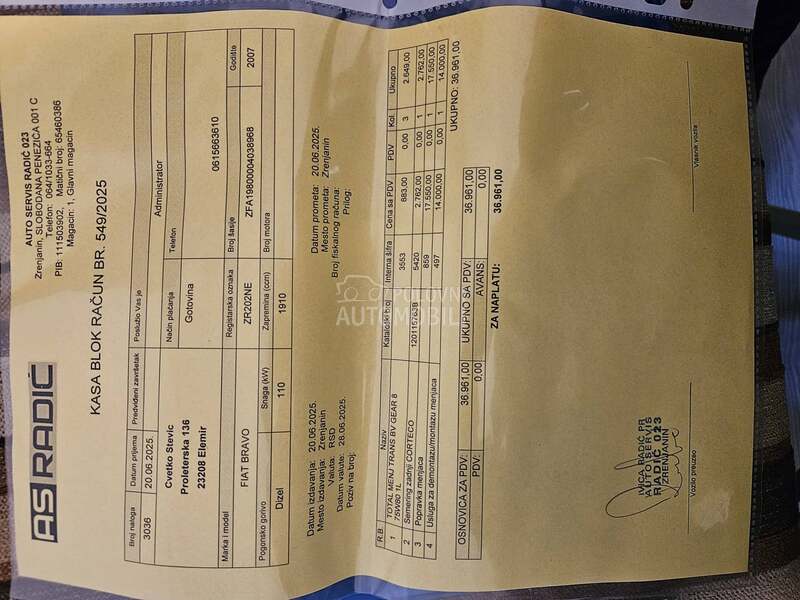 AS RADIĆ
AUTO SERVIS RADIĆ 023
Zrenjanin, SLOBODANA PENEZIĆA 001 C
Telefon: 064/1033-664
PIB: 111503902, Matični broj: 65460386
Magacin: 1, Glavni magacin
KASA BLOK RAČUN BR. 549/2025
Broj naloga Datum prijema Predviđeni završetak Poslužio Vas je
3036 20.06.2025. Administrator
Cvetko Stevic Način plaćanja Telefon
Proleterska 136 Gotovina 0615663610
23208 Elemir
Marka i model Registarska oznaka Broj šasije Godište
FIAT BRAVO ZR202NE ZFA19800004038968 2007
Pogonsko gorivo Snaga (kW) Zapremina (ccm) Broj motora
Dizel 110 1910
Datum izdavanja: 20.06.2025. Datum prometa: 20.06.2025.
Mesto izdavanja: Zrenjanin Mesto prometa: Zrenjanin
Valuta: RSD Broj fiskalnog računa:
Datum valute: 28.06.2025. Prilog:
Poziv na broj:
R.B. Naziv Kataloški broj Interna šifra Cena sa PDV PDV Kol. Ukupno
1 TOTAL MENJ TRANS BV GEAR 8 75W80 1L 3553 883,00 0,00 3 2.649,00
2 Semering zadnji CORTECO 120115763B 5420 2.762,00 0,00 1 2.762,00
3 Popravka menjaca 859 17.550,00 0,00 1 17.550,00
4 Usluga za demontazu/montazu menjaca 497 14.000,00 0,00 1 14.000,00
UKUPNO: 36.961,00
OSNOVICA ZA PDV: 36.961,00 UKUPNO SA PDV: 36.961,00
PDV: 0,00 AVANS: 0,00
ZA NAPLATU: 36.961,00
IVICA RADIĆ PR
AUTO SERVIS
RADIĆ 023
ZRENJANIN
Vozilo preuzeo Vlasnik vozila
POLOVNI
AUTOMOBILI